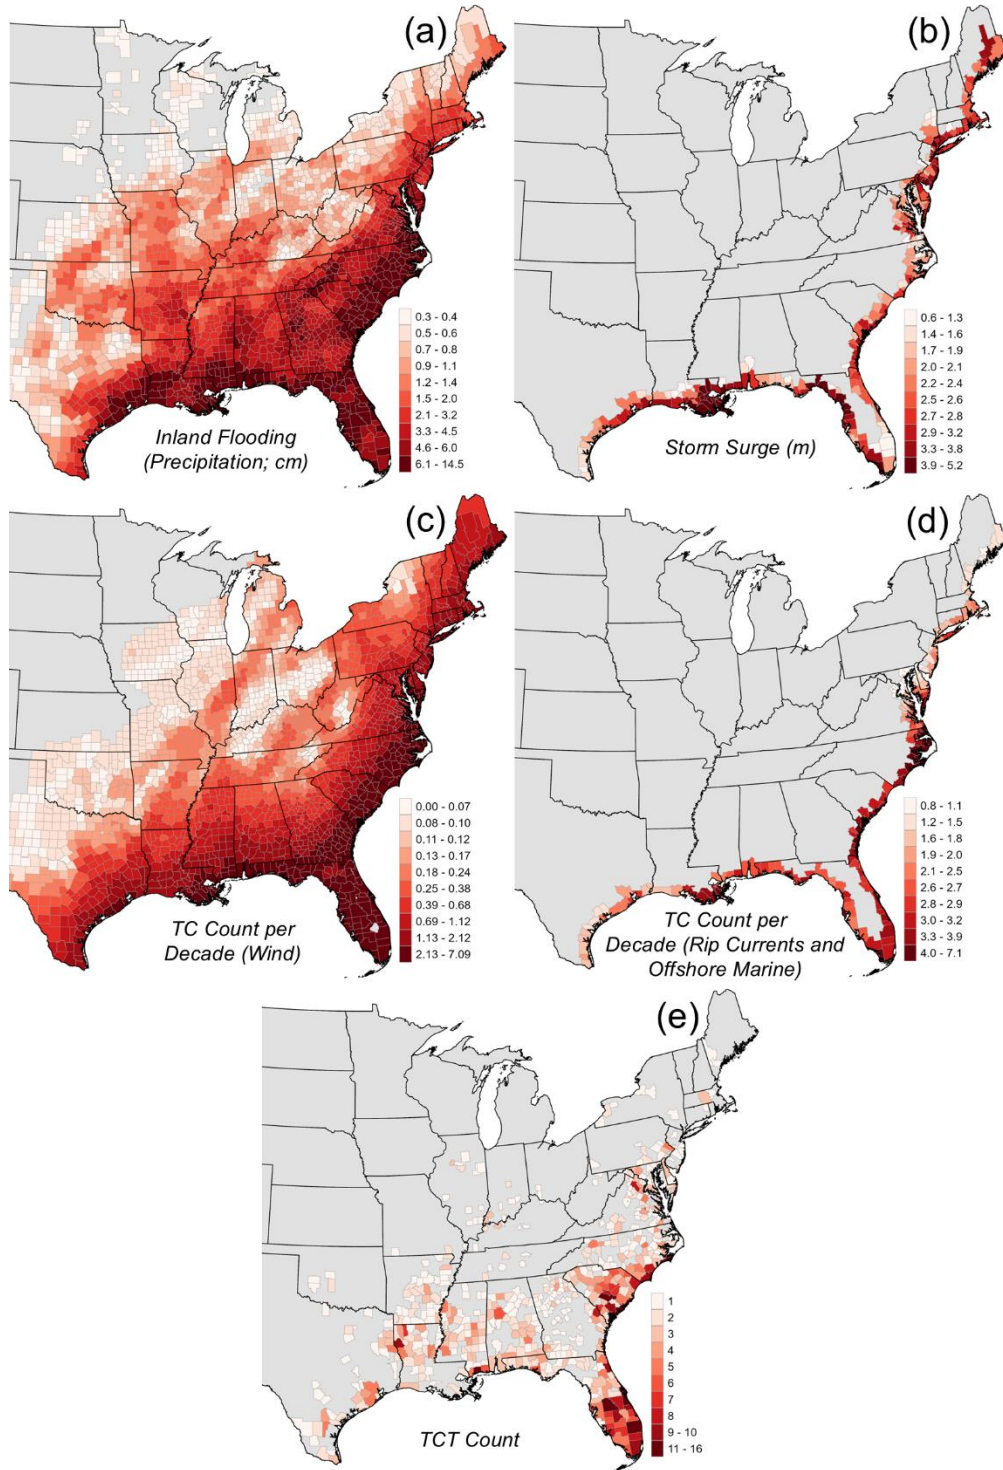 (a)
0.3 - 0.4
0.5 - 0.6
0.7 - 0.8
0.9 - 1.1
1.2 - 1.4
1.5 - 2.0
2.1 - 3.2
3.3 - 4.5
4.6 - 6.0
6.1 - 14.5
Inland Flooding
(Precipitation; cm)
(b)
0.6 - 1.3
1.4 - 1.6
1.7 - 1.9
2.0 - 2.1
2.2 - 2.4
2.5 - 2.6
2.7 - 2.8
2.9 - 3.2
3.3 - 3.8
3.9 - 5.2
Storm Surge (m)
(c)
0.00 - 0.07
0.08 - 0.10
0.11 - 0.12
0.13 - 0.17
0.18 - 0.24
0.25 - 0.38
0.39 - 0.68
0.69 - 1.12
1.13 - 2.12
2.13 - 7.09
TC Count per
Decade (Wind)
(d)
0.8 - 1.1
1.2 - 1.5
1.6 - 1.8
1.9 - 2.0
2.1 - 2.5
2.6 - 2.7
2.8 - 2.9
3.0 - 3.2
3.3 - 3.9
4.0 - 7.1
TC Count per
Decade (Rip Currents and
Offshore Marine)
(e)
1
2
3
4
5
6
7
8
9 - 10
11 - 16
TCT Count